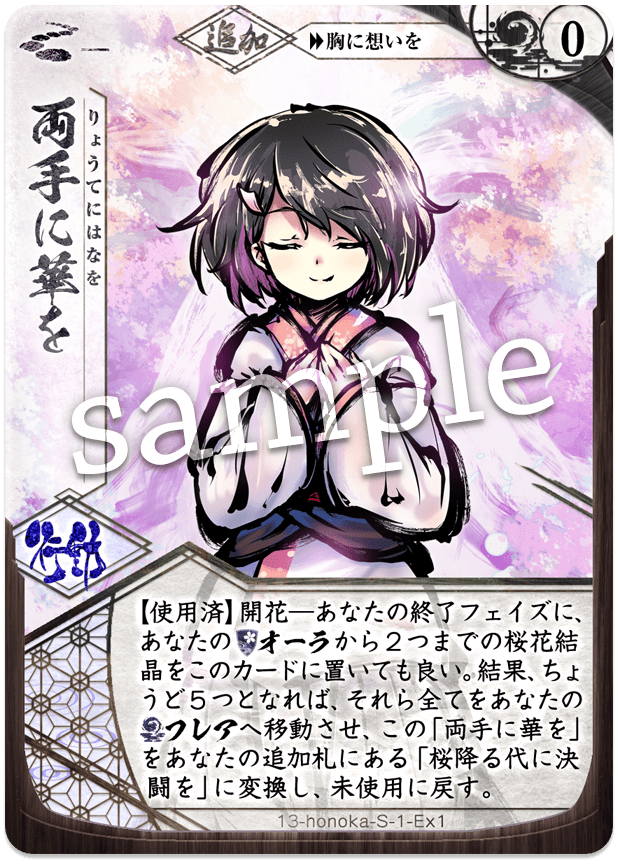 追加
▶▶胸に想いを
0
両手に華を
りょうてにはなを
sample
行動
【使用済】開花―あなたの終了フェイズに、
あなたのオーラから2つまでの桜花結
晶をこのカードに置いても良い。結果、ちょ
うど5つとなれば、それら全てをあなたの
フレアへ移動させ、この「両手に華を」
をあなたの追加札にある「桜降る代に決
闘を」に変換し、未使用に戻す。
13-honoka-S-1-Ex1